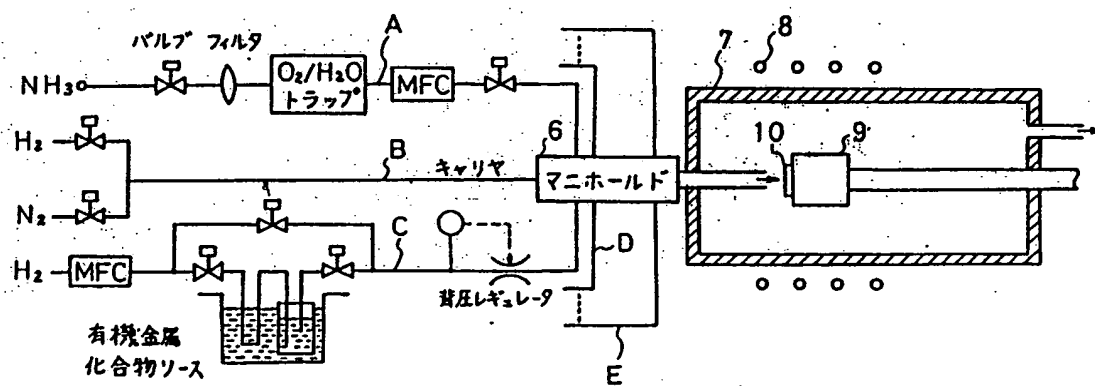 バルブ フィルタ
A
NH₃
O₂/H₂O
トラップ
MFC
H₂
B
キャリヤ
N₂
6
マニホールド
7
8
10
9
H₂
MFC
C
D
背圧レギュレータ
有機金属
化合物ソース
E